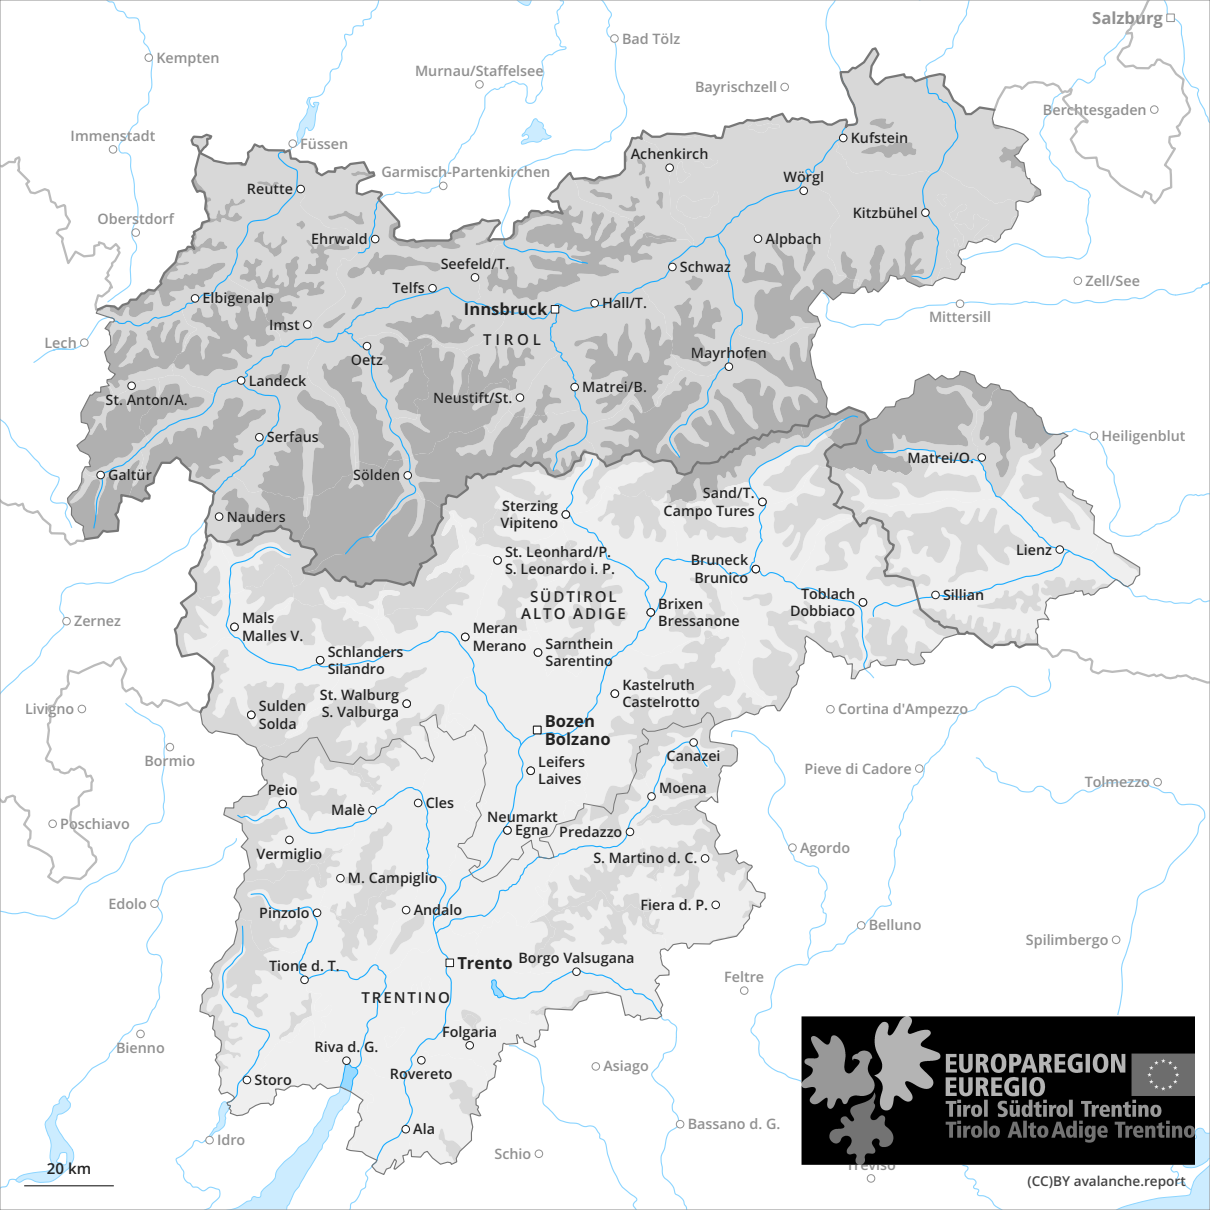 Salzburg
Bad Tölz
Kempten
Murnau/Staffelsee
Bayrischzell
Berchtesgaden
Immenstadt
Füssen
Kufstein
Achenkirch
Garmisch-Partenkirchen
Wörgl
Reutte
Oberstdorf
Kitzbühel
Ehrwald
Alpbach
Seefeld/T.
Schwaz
Zell/See
Telfs
Elbigenalp
Hall/T.
Innsbruck
Mittersill
Imst
TIROL
Lech
Mayrhofen
Oetz
Landeck
Matrei/B.
St. Anton/A.
Neustift/St.
Serfaus
Heiligenblut
Matrei/O.
Galtür
Sölden
Sand/T.
Campo Tures
Sterzing
Vipiteno
Nauders
Lienz
St. Leonhard/P.
S. Leonardo i. P.
Bruneck
Brunico
SÜDTIROL
ALTO ADIGE
Toblach
Dobbiaco
Sillian
Brixen
Bressanone
Zernez
Mals
Malles V.
Meran
Merano
Sarnthein
Sarentino
Schlanders
Silandro
Kastelruth
Castelrotto
St. Walburg
S. Valburga
Sulden
Solda
Livigno
Cortina d'Ampezzo
Bozen
Bolzano
Bormio
Canazei
Leifers
Laives
Pieve di Cadore
Tolmezzo
Peio
Moena
Malè
Cles
Neumarkt
Egna
Predazzo
Poschiavo
Vermiglio
Agordo
S. Martino d. C.
M. Campiglio
Edolo
Pinzolo
Andalo
Fiera d. P.
Belluno
Spilimbergo
Borgo Valsugana
Trento
Tione d. T.
Feltre
TRENTINO
Folgaria
Bienno
Riva d. G.
Rovereto
Storo
Asiago
EUROPAREGION
EUREGIO
Tirol Südtirol Trentino
Tirolo Alto Adige Trentino
Ala
Idro
Bassano d. G.
Schio
Treviso
20 km
(CC)BY avalanche.report